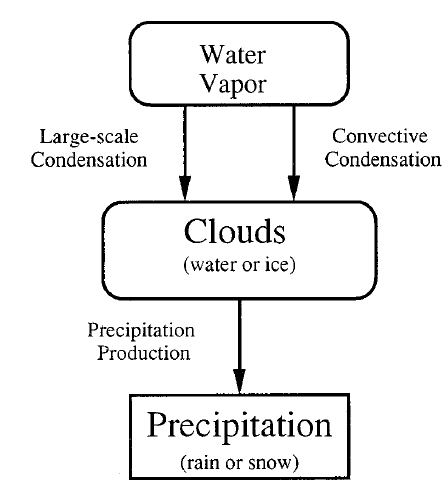 Water
Vapor
Large-scale
Condensation
Convective
Condensation
Clouds
(water or ice)
Precipitation
Production
Precipitation
(rain or snow)